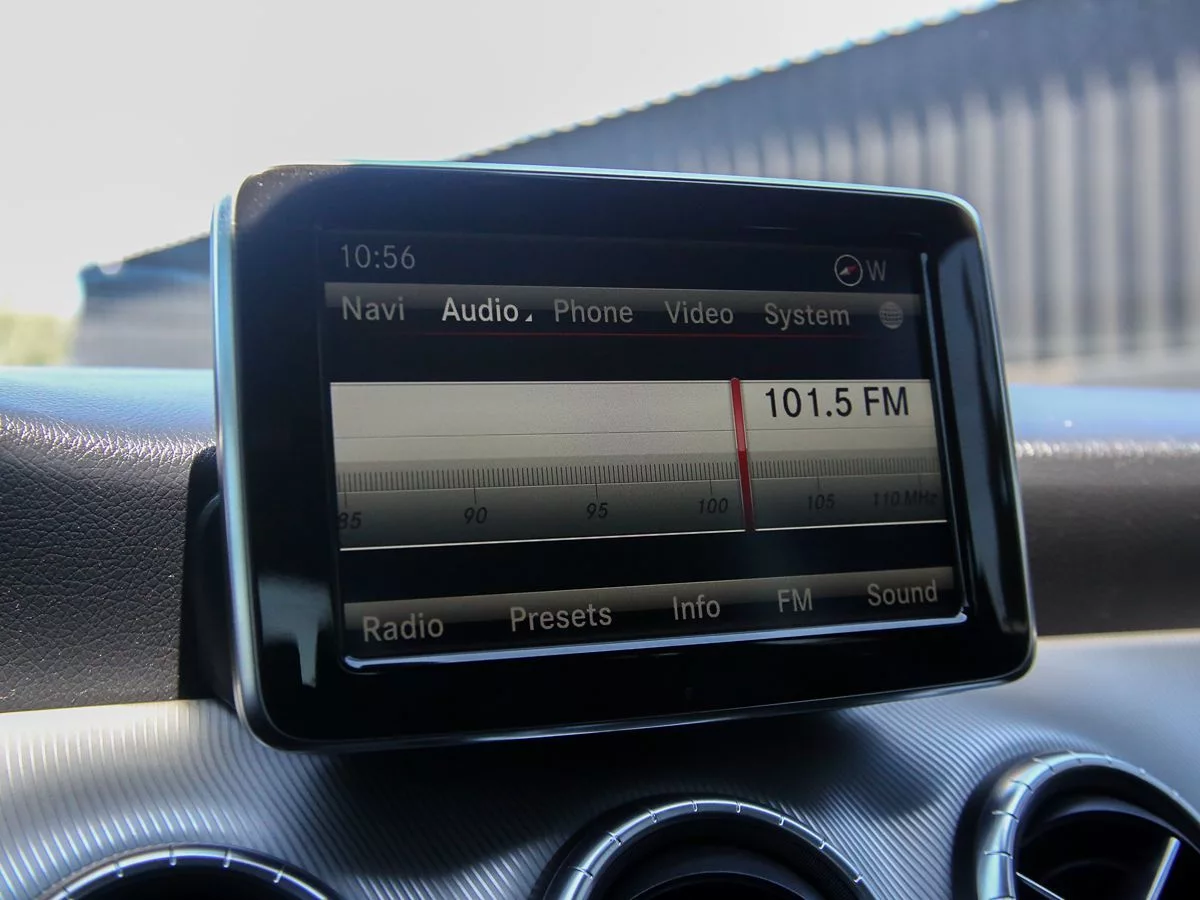 10:56
W
Navi Audio Phone Video System
101.5 FM
85 90 95 100 105 110 MHz
Radio Presets Info FM Sound